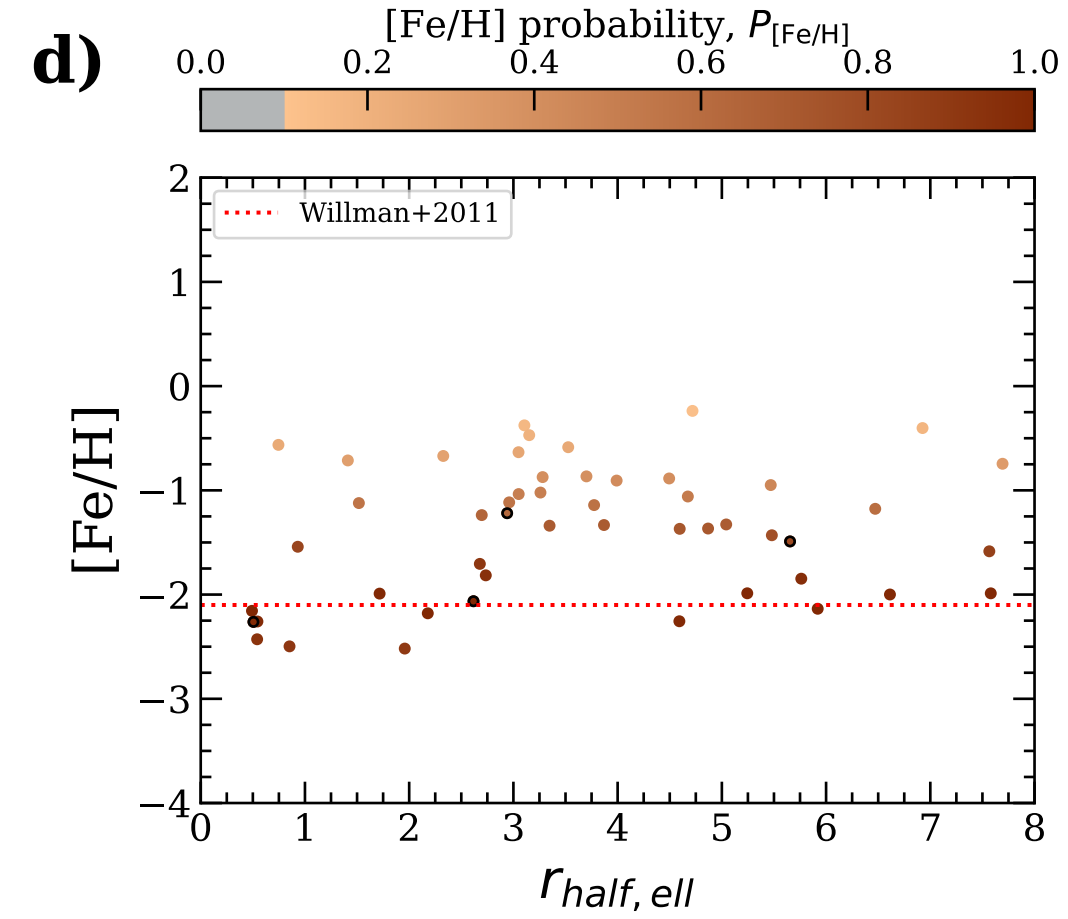 d)
[Fe/H] probability, P[Fe/H]
0.0 0.2 0.4 0.6 0.8 1.0
Willman+2011
2
1
0
−1
−2
−3
−4
[Fe/H]
0 1 2 3 4 5 6 7 8
rhalf, ell